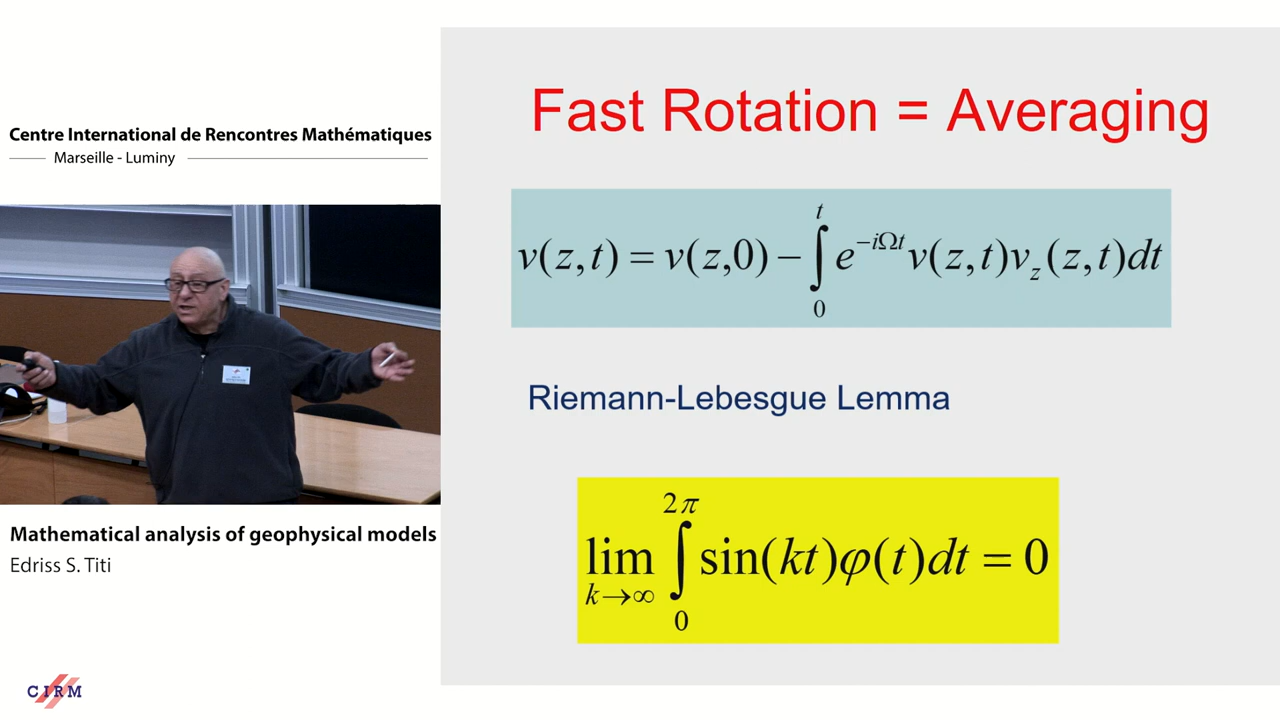 Centre International de Rencontres Mathématiques
Marseille - Luminy
Mathematical analysis of geophysical models
Edriss S. Titi
CIRM
Fast Rotation = Averaging
v(z,t) = v(z,0) − ∫₀ᵗ e^{−iΩt} v(z,t)v_z(z,t)dt
Riemann-Lebesgue Lemma
lim_{k→∞} ∫₀^{2π} sin(kt)φ(t)dt = 0